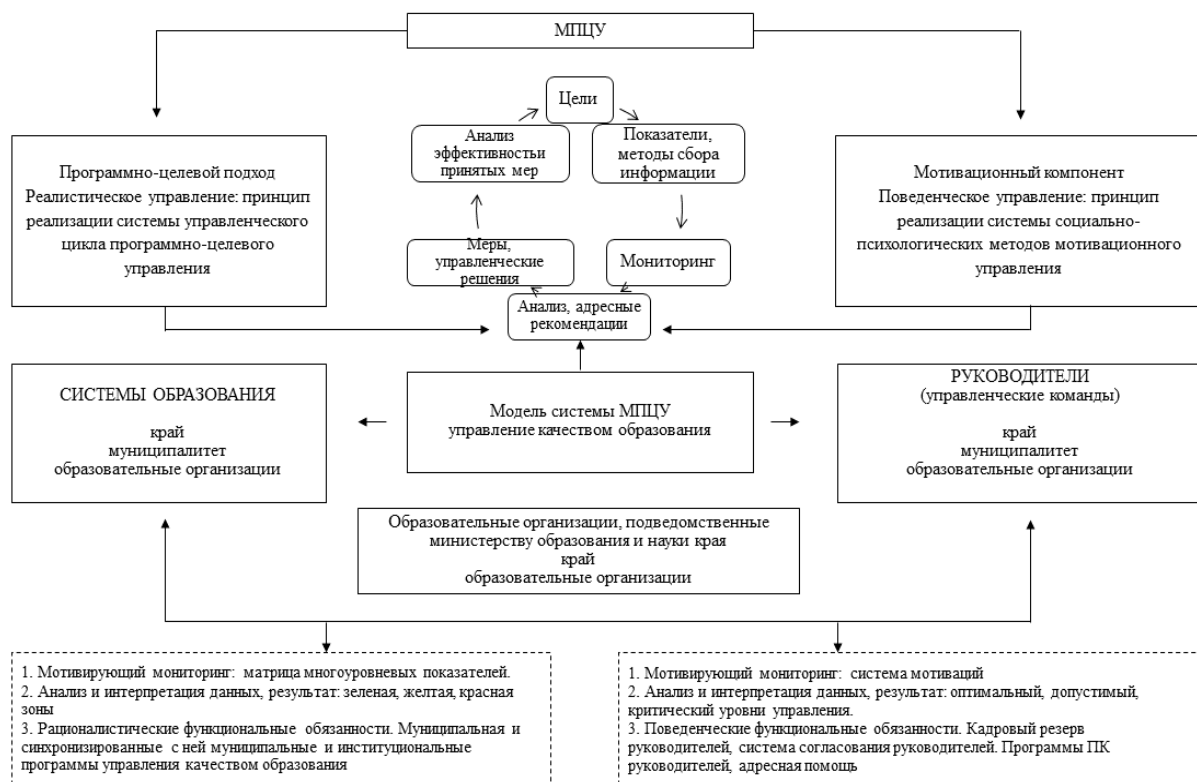 МПЦУ
Цели
Анализ
эффективностьи
принятых мер
Показатели,
методы сбора
информации
Меры,
управленческие
решения
Мониторинг
Анализ, адресные
рекомендации
Программно-целевой подход
Реалистическое управление: принцип
реализации системы управленческого
цикла программно-целевого
управления
Мотивационный компонент
Поведенческое управление: принцип
реализации системы социально-
психологических методов мотивационного
управления
СИСТЕМЫ ОБРАЗОВАНИЯ
край
муниципалитет
образовательные организации
Модель системы МПЦУ
управление качеством образования
РУКОВОДИТЕЛИ
(управленческие команды)
край
муниципалитет
образовательные организации
Образовательные организации, подведомственные
министерству образования и науки края
край
образовательные организации
1. Мотивирующий мониторинг: матрица многоуровневых показателей.
2. Анализ и интерпретация данных, результат: зеленая, желтая, красная
зоны
3. Рационалистические функциональные обязанности. Муниципальная и
синхронизированные с ней муниципальные и институциональные
программы управления качеством образования
1. Мотивирующий мониторинг: система мотиваций
2. Анализ и интерпретация данных, результат: оптимальный, допустимый,
критический уровни управления.
3. Поведенческие функциональные обязанности. Кадровый резерв
руководителей, система согласования руководителей. Программы ПК
руководителей, адресная помощь